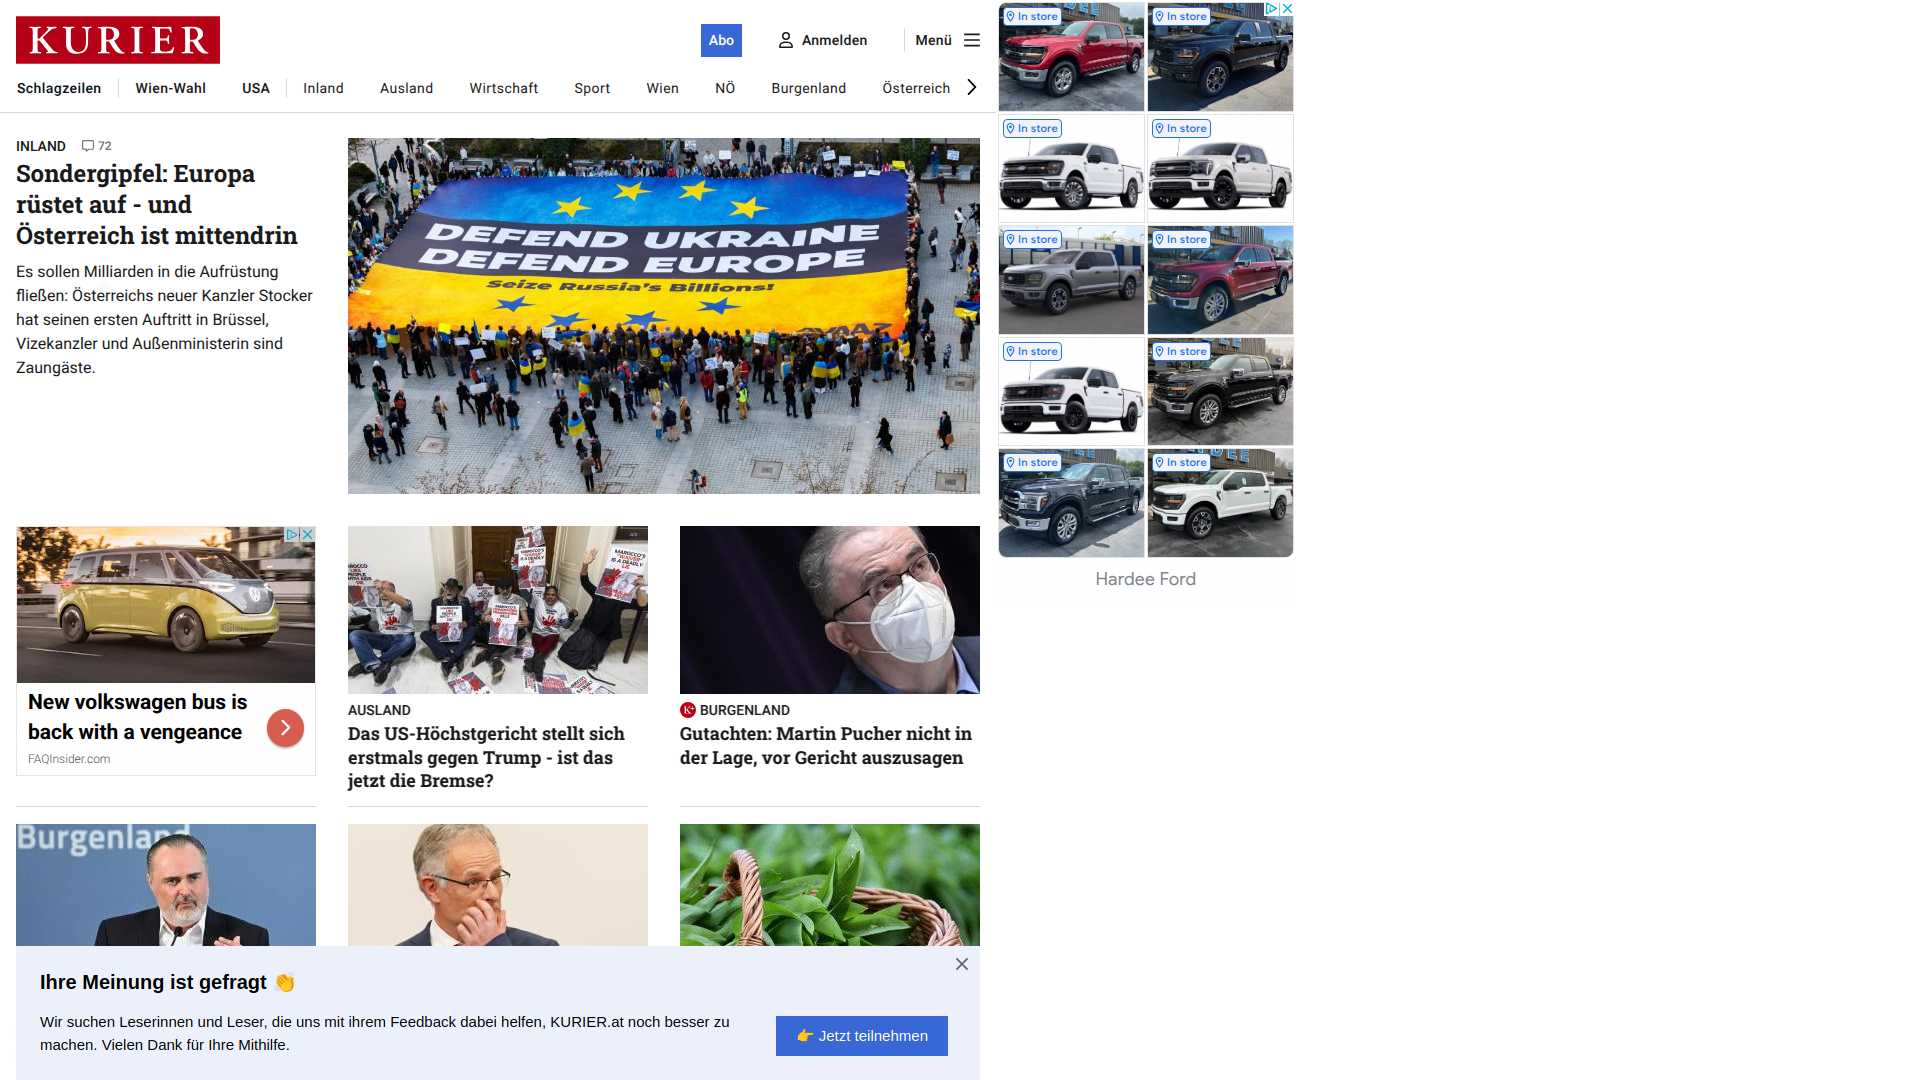 KURIER
Abo
Anmelden
Menü
Schlagzeilen
Wien-Wahl
USA
Inland
Ausland
Wirtschaft
Sport
Wien
NÖ
Burgenland
Österreich
INLAND 72
Sondergipfel: Europa
rüstet auf - und
Österreich ist mittendrin
Es sollen Milliarden in die Aufrüstung
fließen: Österreichs neuer Kanzler Stocker
hat seinen ersten Auftritt in Brüssel,
Vizekanzler und Außenministerin sind
Zaungäste.
DEFEND UKRAINE
DEFEND EUROPE
Seize Russia's Billions!
AVAAZ
In store
In store
In store
In store
In store
In store
In store
In store
In store
In store
Hardee Ford
New volkswagen bus is
back with a vengeance
FAQInsider.com
AUSLAND
Das US-Höchstgericht stellt sich
erstmals gegen Trump - ist das
jetzt die Bremse?
K+ BURGENLAND
Gutachten: Martin Pucher nicht in
der Lage, vor Gericht auszusagen
Burgenland
Ihre Meinung ist gefragt 👏
Wir suchen Leserinnen und Leser, die uns mit ihrem Feedback dabei helfen, KURIER.at noch besser zu
machen. Vielen Dank für Ihre Mithilfe.
👉 Jetzt teilnehmen